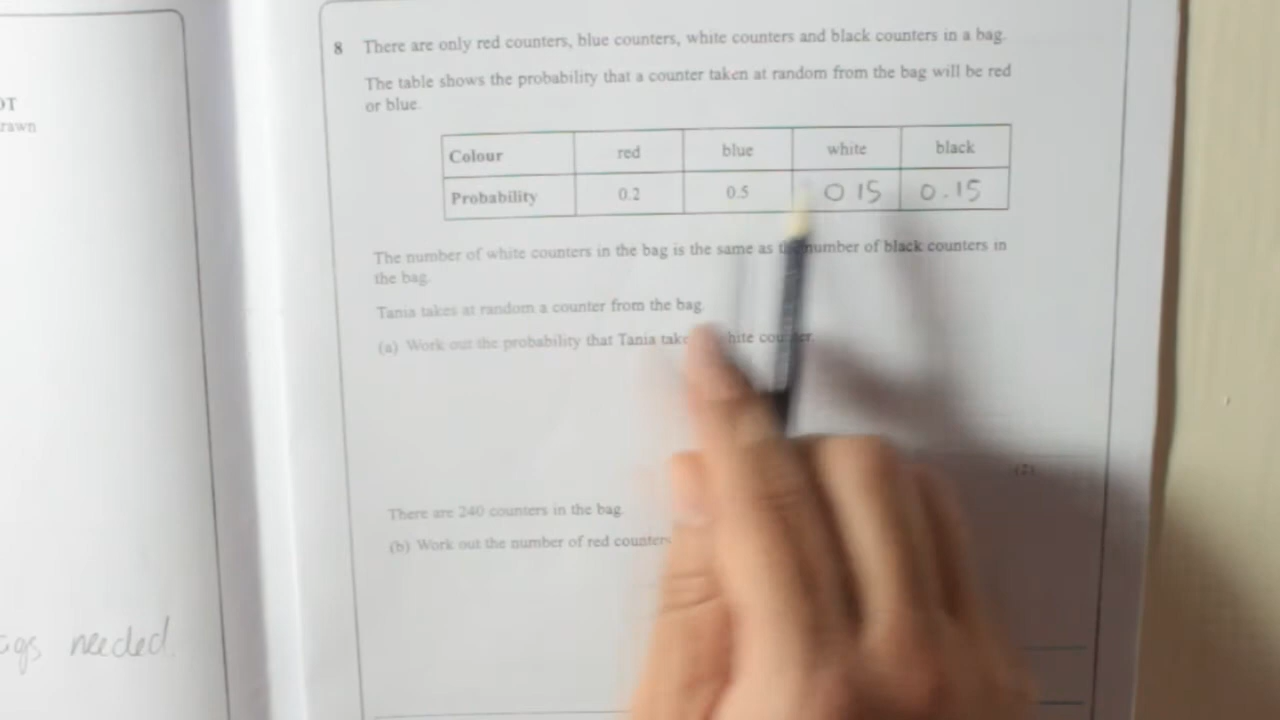 OT
rawn
8 There are only red counters, blue counters, white counters and black counters in a bag.
The table shows the probability that a counter taken at random from the bag will be red
or blue.
Colour red blue white black
Probability 0.2 0.5 0 15 0.15
The number of white counters in the bag is the same as the number of black counters in
the bag.
Tania takes at random a counter from the bag.
(a) Work out the probability that Tania take hite counter.
(2)
There are 240 counters in the bag.
(b) Work out the number of red counters
needed.